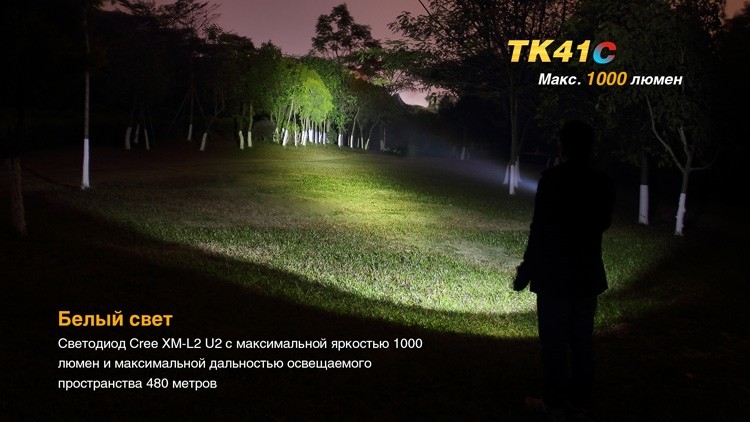 TK41C
Макс. 1000 люмен
Белый свет
Светодиод Cree XM-L2 U2 с максимальной яркостью 1000
люмен и максимальной дальностью освещаемого
пространства 480 метров